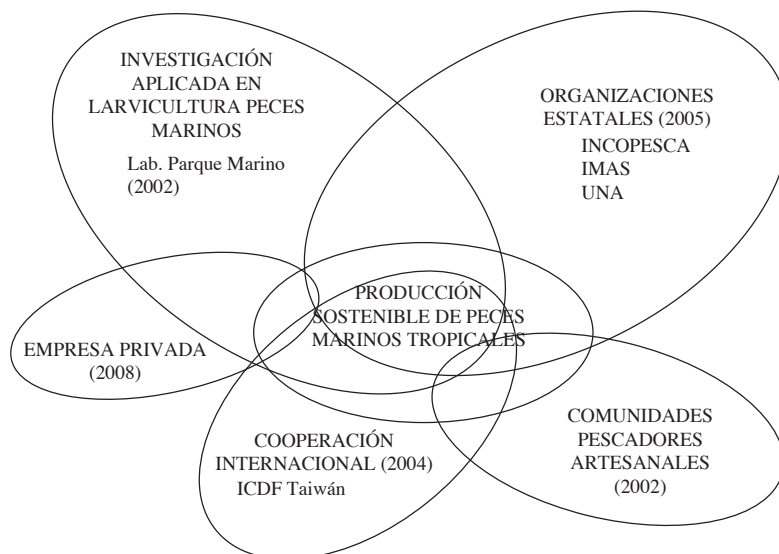 INVESTIGACIÓN
APLICADA EN
LARVICULTURA PECES
MARINOS
Lab. Parque Marino
(2002)
ORGANIZACIONES
ESTATALES (2005)
INCOPESCA
IMAS
UNA
PRODUCCIÓN
SOSTENIBLE DE PECES
MARINOS TROPICALES
EMPRESA PRIVADA
(2008)
COOPERACIÓN
INTERNACIONAL (2004)
ICDF Taiwán
COMUNIDADES
PESCADORES
ARTESANALES
(2002)